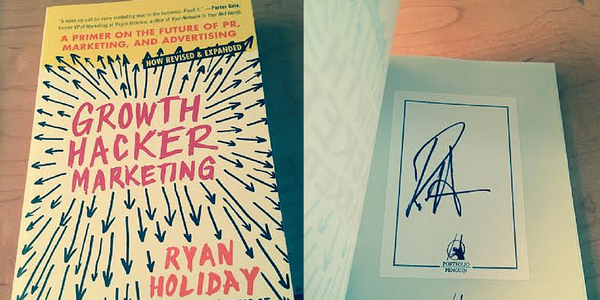 "A wake-up call for every marketing exec in the business. Read it." —Porter Gale,
former VP of Marketing at Virgin America, author of Your Network Is Your Net Worth
A PRIMER ON THE FUTURE OF PR,
MARKETING, AND ADVERTISING
NOW REVISED & EXPANDED
GROWTH
HACKER
MARKETING
RYAN
HOLIDAY
PORTFOLIO
PENGUIN